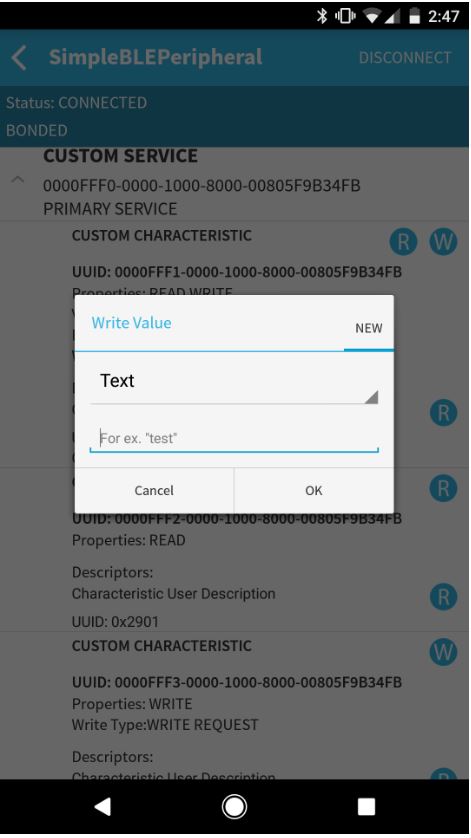 2:47
SimpleBLEPeripheral
DISCONNECT
Status: CONNECTED
BONDED
CUSTOM SERVICE
0000FFF0-0000-1000-8000-00805F9B34FB
PRIMARY SERVICE
CUSTOM CHARACTERISTIC
R W
UUID: 0000FFF1-0000-1000-8000-00805F9B34FB
Properties: READ WRITE
Write Value
NEW
Text
R
For ex. "test"
R
Cancel
OK
UUID: 0000FFF2-0000-1000-8000-00805F9B34FB
Properties: READ
Descriptors:
Characteristic User Description
R
UUID: 0x2901
CUSTOM CHARACTERISTIC
W
UUID: 0000FFF3-0000-1000-8000-00805F9B34FB
Properties: WRITE
Write Type:WRITE REQUEST
Descriptors:
Characteristic User Description